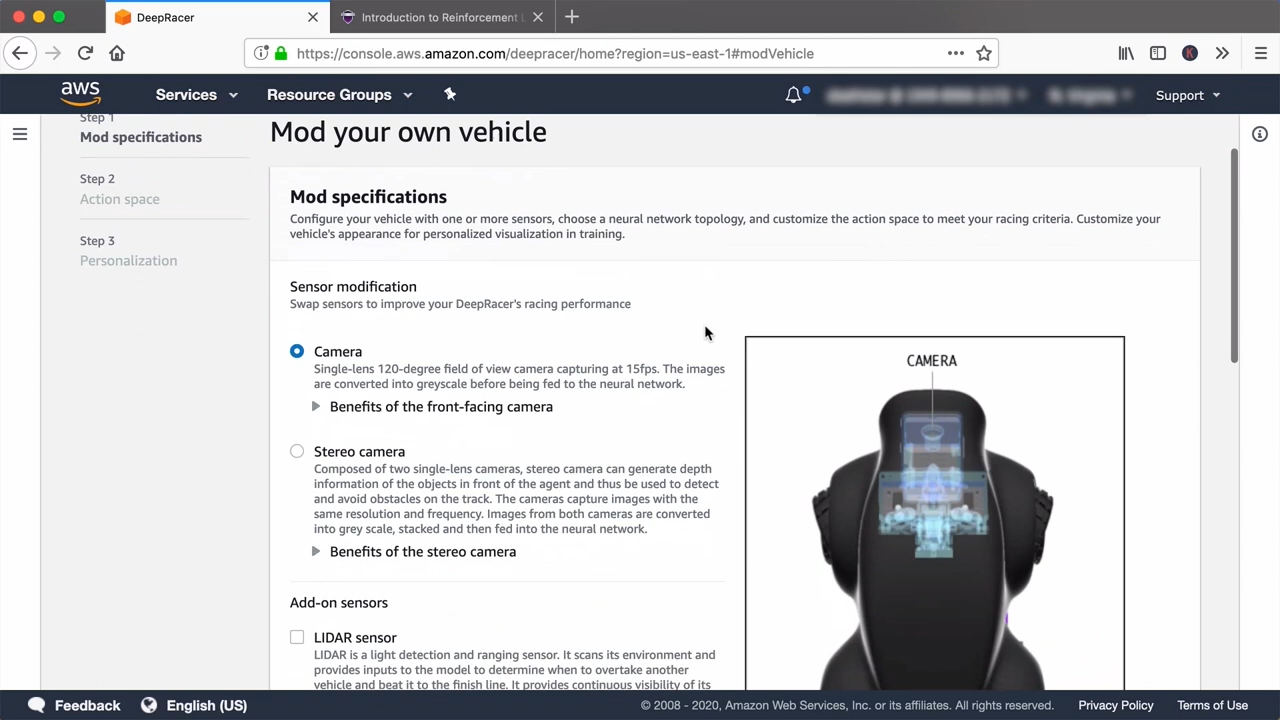 DeepRacer
Introduction to Reinforcement L
https://console.aws.amazon.com/deepracer/home?region=us-east-1#modVehicle
aws
Services
Resource Groups
Support
Step 1
Mod specifications
Step 2
Action space
Step 3
Personalization
Mod your own vehicle
Mod specifications
Configure your vehicle with one or more sensors, choose a neural network topology, and customize the action space to meet your racing criteria. Customize your
vehicle's appearance for personalized visualization in training.
Sensor modification
Swap sensors to improve your DeepRacer's racing performance
Camera
Single-lens 120-degree field of view camera capturing at 15fps. The images
are converted into greyscale before being fed to the neural network.
Benefits of the front-facing camera
Stereo camera
Composed of two single-lens cameras, stereo camera can generate depth
information of the objects in front of the agent and thus be used to detect
and avoid obstacles on the track. The cameras capture images with the
same resolution and frequency. Images from both cameras are converted
into grey scale, stacked and then fed into the neural network.
Benefits of the stereo camera
Add-on sensors
LIDAR sensor
LIDAR is a light detection and ranging sensor. It scans its environment and
provides inputs to the model to determine when to overtake another
vehicle and beat it to the finish line. It provides continuous visibility of its
CAMERA
Feedback
English (US)
© 2008 - 2020, Amazon Web Services, Inc. or its affiliates. All rights reserved.
Privacy Policy
Terms of Use